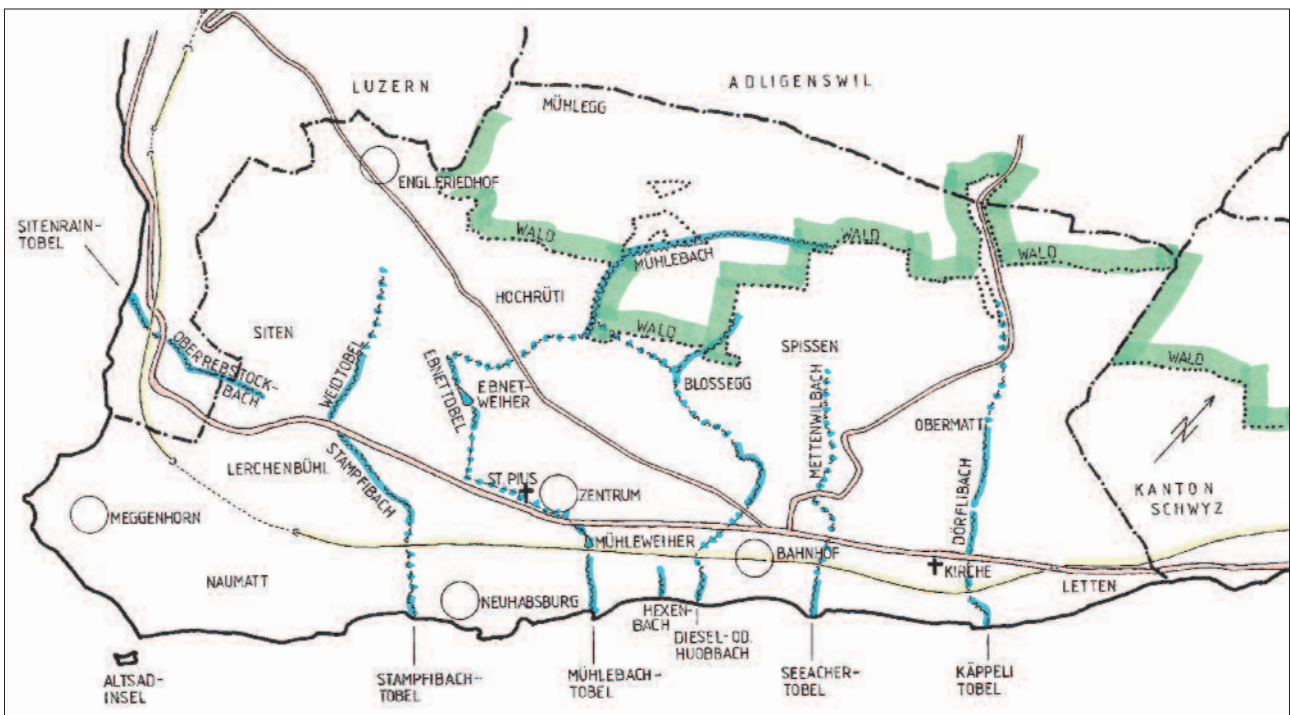 LUZERN
ADLIGENSWIL
MÜHLEGG
ENGL. FRIEDHOF
SITENRAIN-
TOBEL
WALD
WALD
WALD
MÜHLEBACH
HOCHRÜTI
SITEN
WALD
SPISSEN
WALD
OBERREBSTOCK-
BACH
WEIDTOBEL
EBNETTOBEL
EBNET-
WEIHER
BLOSSEGG
METTENWILBACH
OBERMATT
LERCHENBÜHL
STAMPFIBACH
ST. PIUS
ZENTRUM
DÖRFLIBACH
KANTON
SCHWYZ
MEGGENHORN
MÜHLEWEIHER
BAHNHOF
KIRCHE
NAUMATT
NEUHABSBURG
LETTEN
HEXEN-
BACH
DIESEL-OD.
HUOBBACH
ALTSAD-
INSEL
STAMPFIBACH-
TOBEL
MÜHLEBACH-
TOBEL
SEEACHER-
TOBEL
KÄPPELI
TOBEL